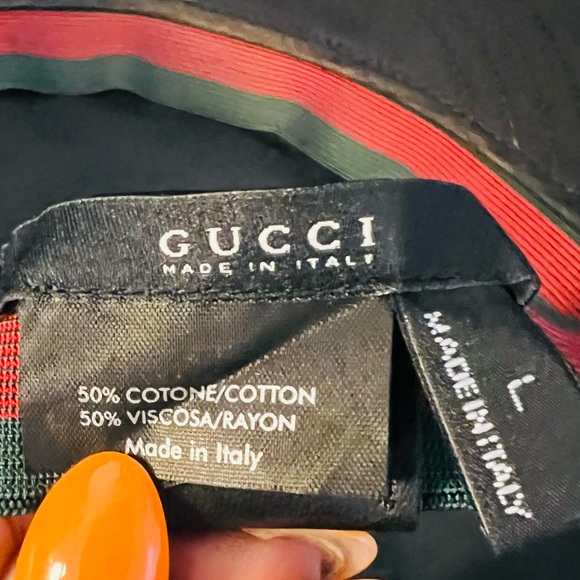 GUCCI
MADE IN ITALY
50% COTONE/COTTON
50% VISCOSA/RAYON
Made in Italy
L
MADE IN ITALY